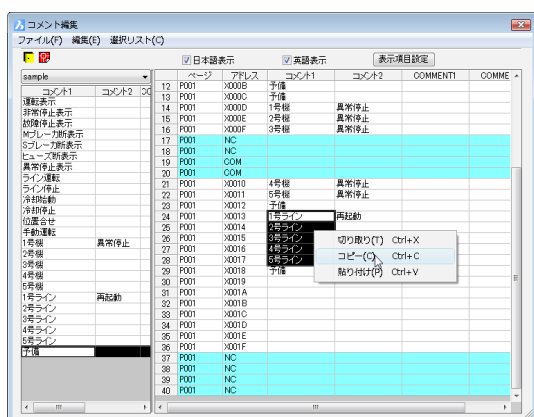 コメント編集
ファイル(F) 編集(E) 選択リスト(C)
日本語表示 英語表示 表示項目設定
sample
コメント1 コメント2
運転表示
非常停止表示
故障停止表示
Mブレーカ断表示
Sブレーカ断表示
ヒューズ断表示
異常停止表示
ライン運転
ライン停止
冷却始動
冷却停止
位置合せ
手動運転
1号機 異常停止
2号機
3号機
4号機
5号機
1号ライン 再起動
2号ライン
3号ライン
4号ライン
5号ライン
予備
ページ アドレス コメント1 コメント2 COMMENT1 COMME
12 P001 X000B 予備
13 P001 X000C 予備
14 P001 X000D 1号機 異常停止
15 P001 X000E 2号機 異常停止
16 P001 X000F 3号機 異常停止
17 P001 NC
18 P001 NC
19 P001 COM
20 P001 COM
21 P001 X0010 4号機 異常停止
22 P001 X0011 5号機 異常停止
23 P001 X0012 予備
24 P001 X0013 1号ライン 再起動
25 P001 X0014 2号ライン
26 P001 X0015 3号ライン
27 P001 X0016 4号ライン
28 P001 X0017 5号ライン
29 P001 X0018 予備
30 P001 X0019
31 P001 X001A
32 P001 X001B
33 P001 X001C
34 P001 X001D
35 P001 X001E
36 P001 X001F
37 P001 NC
38 P001 NC
39 P001 NC
40 P001 NC
切り取り(T) Ctrl+X
コピー(C) Ctrl+C
貼り付け(P) Ctrl+V